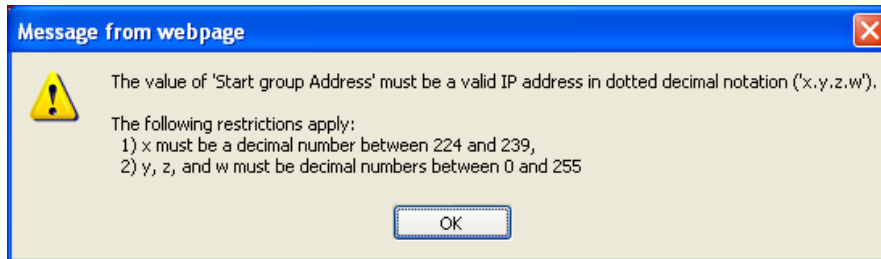 Message from webpage
The value of 'Start group Address' must be a valid IP address in dotted decimal notation ('x.y.z.w').
The following restrictions apply:
1) x must be a decimal number between 224 and 239,
2) y, z, and w must be decimal numbers between 0 and 255
OK